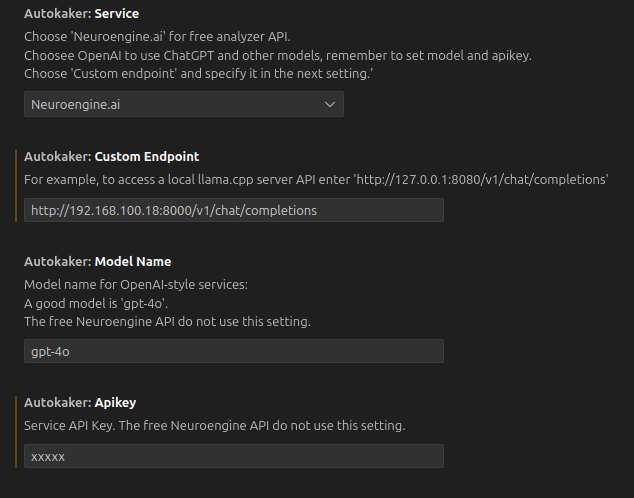 Autokaker: Service
Choose 'Neuroengine.ai' for free analyzer API.
Choosee OpenAI to use ChatGPT and other models, remember to set model and apikey.
Choose 'Custom endpoint' and specify it in the next setting.'
Neuroengine.ai
Autokaker: Custom Endpoint
For example, to access a local llama.cpp server API enter 'http://127.0.0.1:8080/v1/chat/completions'
http://192.168.100.18:8000/v1/chat/completions
Autokaker: Model Name
Model name for OpenAI-style services:
A good model is 'gpt-4o'.
The free Neuroengine API do not use this setting.
gpt-4o
Autokaker: Apikey
Service API Key. The free Neuroengine API do not use this setting.
xxxxx